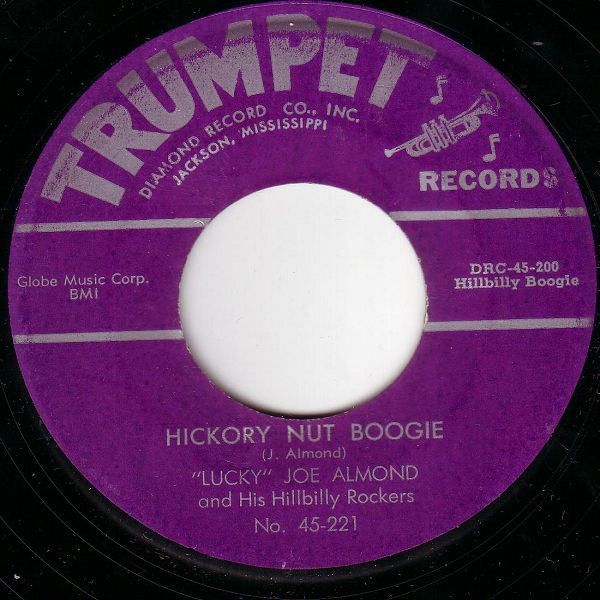 TRUMPET
DIAMOND RECORD CO., INC.
JACKSON, MISSISSIPPI
RECORDS
Globe Music Corp.
BMI
DRC-45-200
Hillbilly Boogie
HICKORY NUT BOOGIE
(J. Almond)
"LUCKY" JOE ALMOND
and His Hillbilly Rockers
No. 45-221